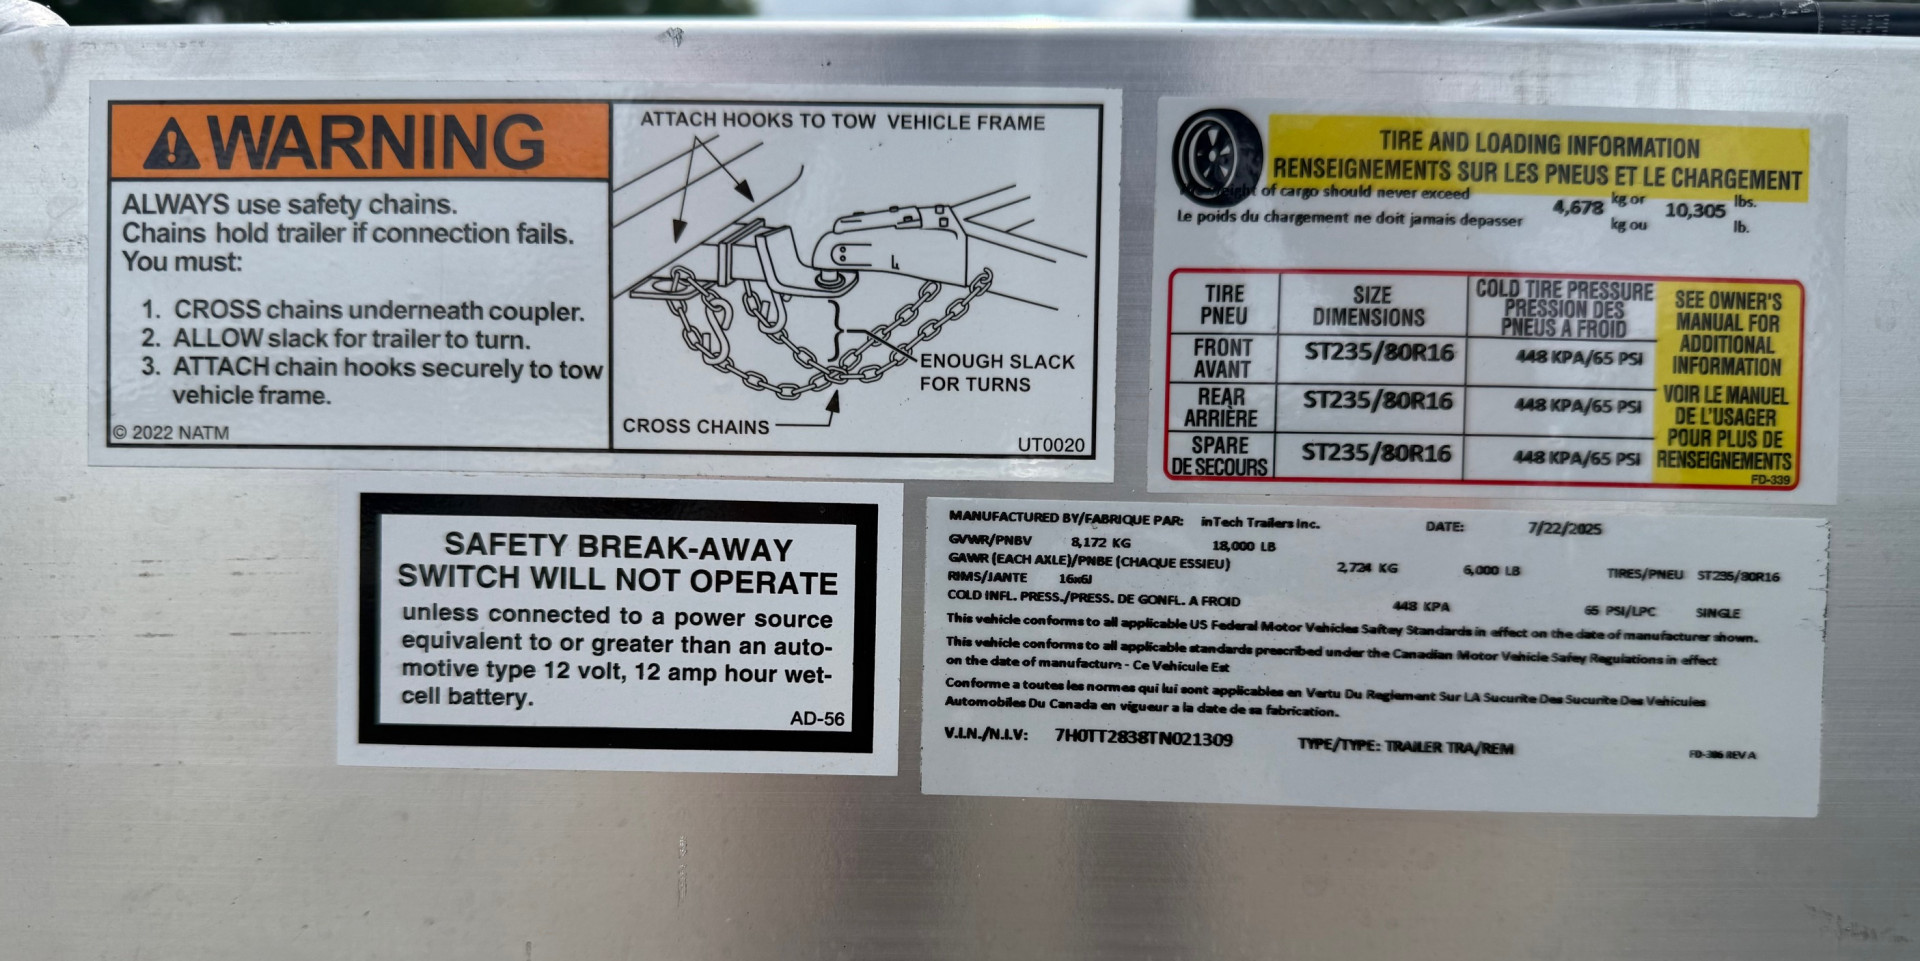 WARNING
ALWAYS use safety chains.
Chains hold trailer if connection fails.
You must:
1. CROSS chains underneath coupler.
2. ALLOW slack for trailer to turn.
3. ATTACH chain hooks securely to tow
vehicle frame.
© 2022 NATM
ATTACH HOOKS TO TOW VEHICLE FRAME
ENOUGH SLACK
FOR TURNS
CROSS CHAINS
UT0020
TIRE AND LOADING INFORMATION
RENSEIGNEMENTS SUR LES PNEUS ET LE CHARGEMENT
of cargo should never exceed
Le poids du chargement ne doit jamais depasser
4,678 kg or 10,305 lbs.
kg ou lb.
TIRE SIZE COLD TIRE PRESSURE
PNEU DIMENSIONS PRESSION DES
PNEUS A FROID
FRONT ST235/80R16 448 KPA/65 PSI
AVANT
REAR ST235/80R16 448 KPA/65 PSI
ARRIÈRE
SPARE ST235/80R16 448 KPA/65 PSI
DE SECOURS
SEE OWNER'S
MANUAL FOR
ADDITIONAL
INFORMATION
VOIR LE MANUEL
DE L'USAGER
POUR PLUS DE
RENSEIGNEMENTS
FD-339
SAFETY BREAK-AWAY
SWITCH WILL NOT OPERATE
unless connected to a power source
equivalent to or greater than an auto-
motive type 12 volt, 12 amp hour wet-
cell battery.
AD-56
MANUFACTURED BY/FABRIQUE PAR: inTech Trailers Inc. DATE: 7/22/2025
GVWR/PNBV 8,172 KG 18,000 LB
GAWR (EACH AXLE)/PNBE (CHAQUE ESSIEU) 2,724 KG 6,000 LB TIRES/PNEU ST235/80R16
RIMS/JANTE 16x6J
COLD INFL. PRESS./PRESS. DE GONFL. A FROID 448 KPA 65 PSI/LPC SINGLE
This vehicle conforms to all applicable US Federal Motor Vehicles Saftey Standards in effect on the date of manufacturer shown.
This vehicle conforms to all applicable standards prescribed under the Canadian Motor Vehicle Safey Regulations in effect
on the date of manufacture - Ce Vehicule Est
Conforme a toutes les normes qui lui sont applicables en Vertu Du Reglement Sur LA Sucurite Des Sucurite Des Vehicules
Automobiles Du Canada en vigueur a la date de sa fabrication.
V.I.N./N.I.V: 7H0TT2838TN021309 TYPE/TYPE: TRAILER TRA/REM
FD-386 REV A